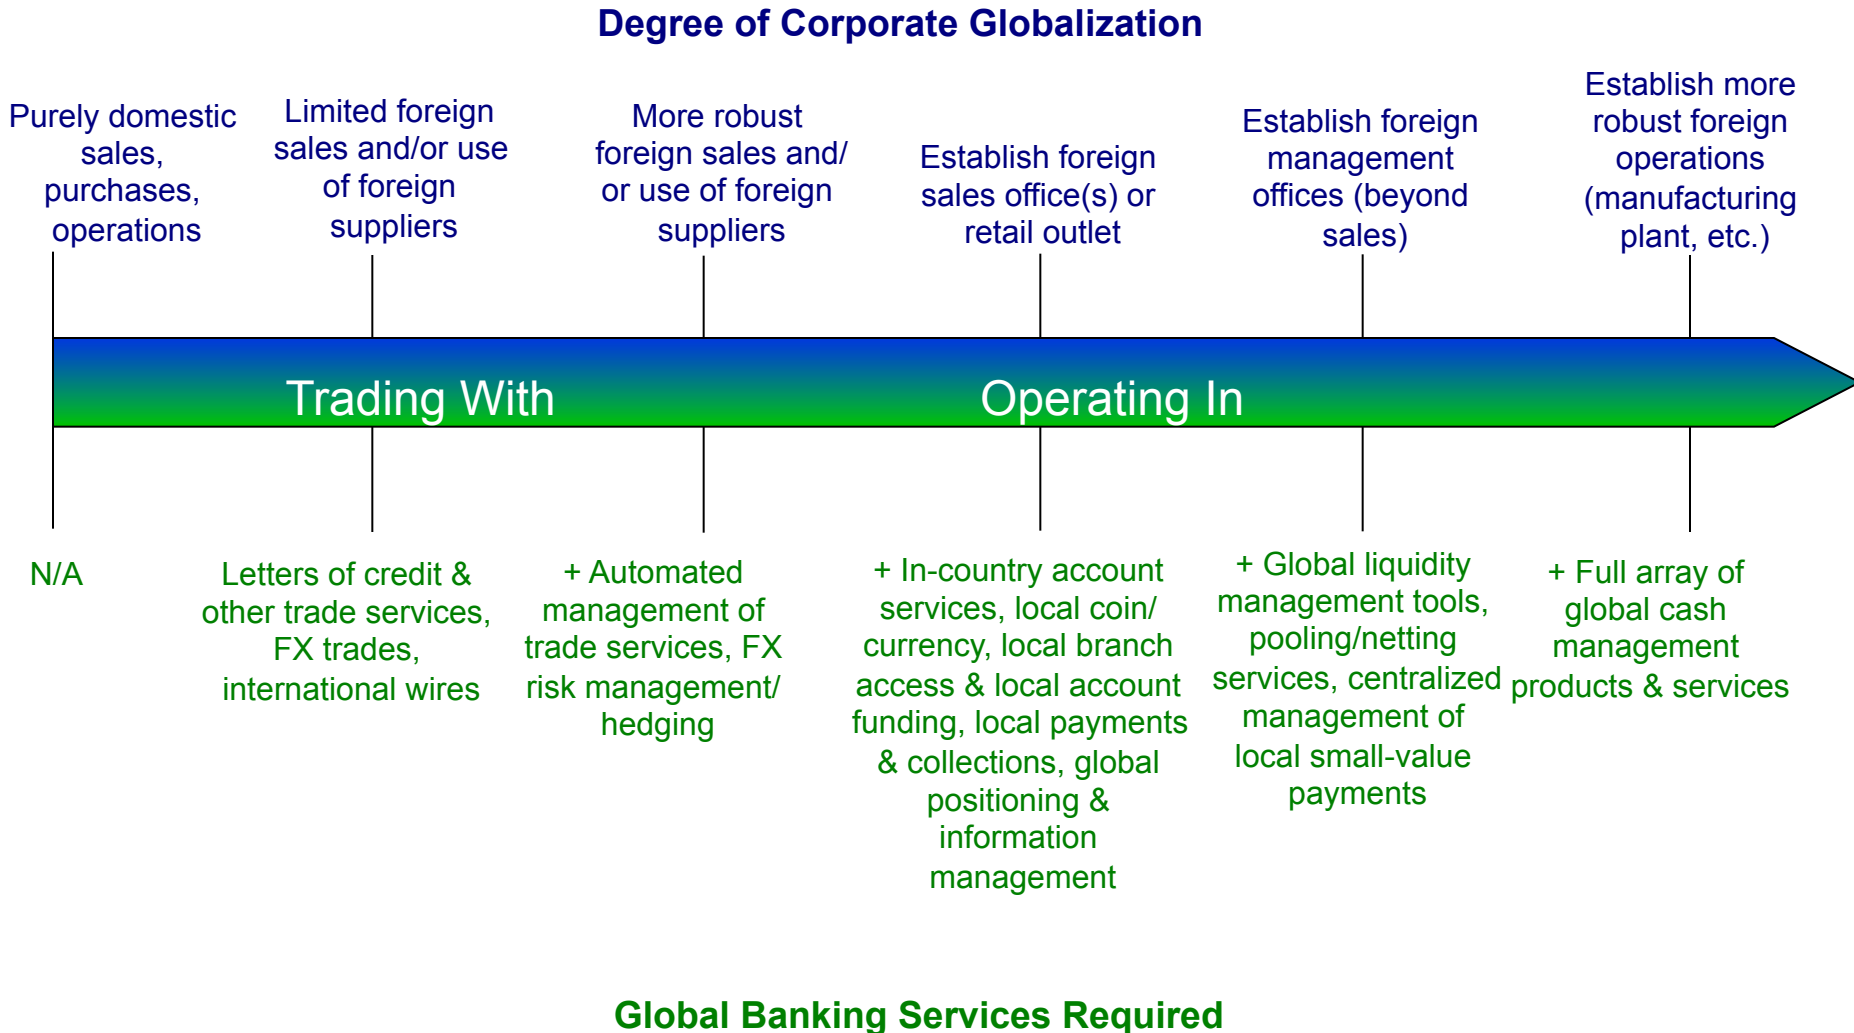 Degree of Corporate Globalization
Purely domestic
sales,
purchases,
operations
Limited foreign
sales and/or use
of foreign
suppliers
More robust
foreign sales and/
or use of foreign
suppliers
Establish foreign
sales office(s) or
retail outlet
Establish foreign
management
offices (beyond
sales)
Establish more
robust foreign
operations
(manufacturing
plant, etc.)
Trading With
Operating In
N/A
Letters of credit &
other trade services,
FX trades,
international wires
+ Automated
management of
trade services, FX
risk management/
hedging
+ In-country account
services, local coin/
currency, local branch
access & local account
funding, local payments
& collections, global
positioning &
information
management
+ Global liquidity
management tools,
pooling/netting
services, centralized
management of
local small-value
payments
+ Full array of
global cash
management
products & services
Global Banking Services Required